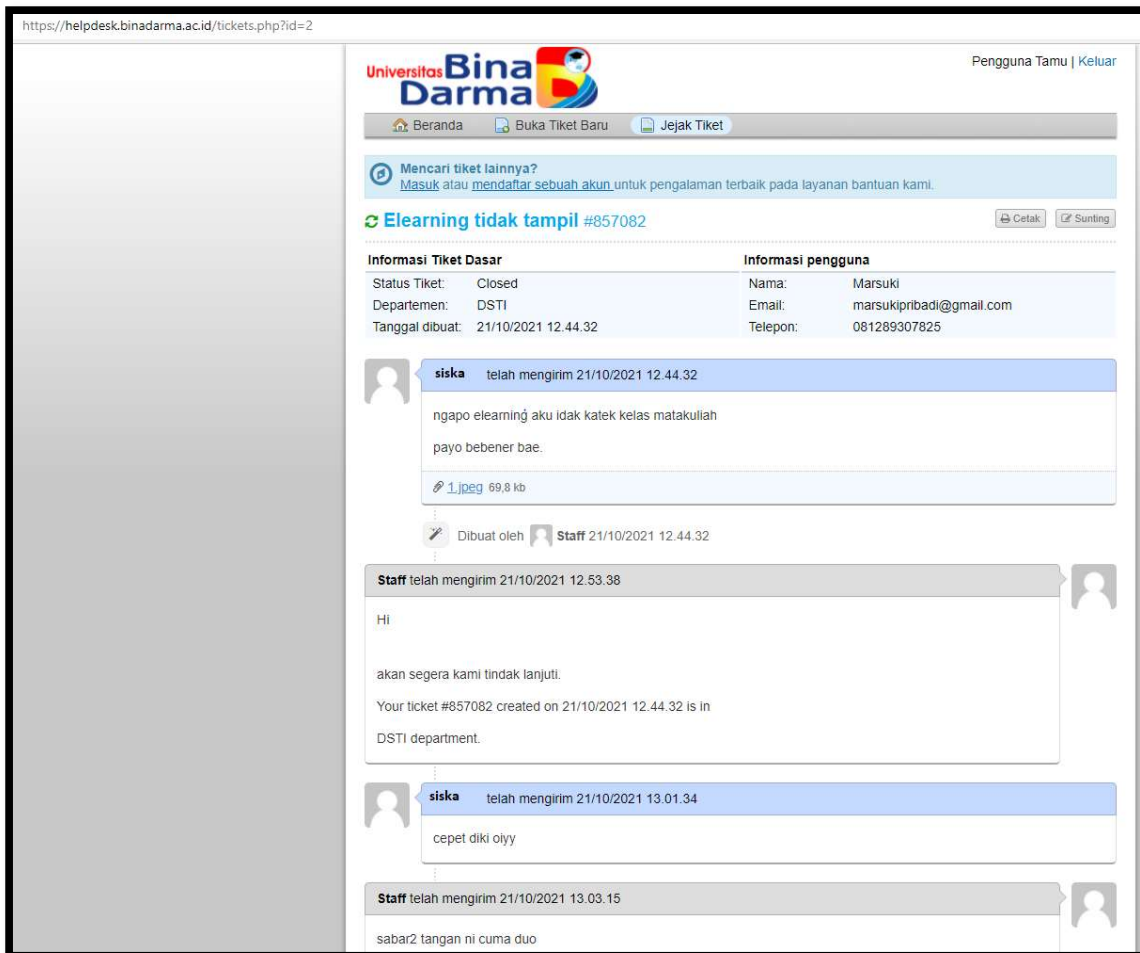 https://helpdesk.binadarma.ac.id/tickets.php?id=2
Universitas Bina Darma
Pengguna Tamu | Keluar
Beranda Buka Tiket Baru Jejak Tiket
Mencari tiket lainnya?
Masuk atau mendaftar sebuah akun untuk pengalaman terbaik pada layanan bantuan kami.
Elearning tidak tampil #857082
Cetak Sunting
Informasi Tiket Dasar
Status Tiket: Closed
Departemen: DSTI
Tanggal dibuat: 21/10/2021 12.44.32
Informasi pengguna
Nama: Marsuki
Email: marsukipribadi@gmail.com
Telepon: 081289307825
siska telah mengirim 21/10/2021 12.44.32
ngapo elearning aku idak katek kelas matakuliah
payo bebener bae.
1.jpeg 69,8 kb
Dibuat oleh Staff 21/10/2021 12.44.32
Staff telah mengirim 21/10/2021 12.53.38
Hi
akan segera kami tindak lanjuti.
Your ticket #857082 created on 21/10/2021 12.44.32 is in
DSTI department.
siska telah mengirim 21/10/2021 13.01.34
cepet diki oiyy
Staff telah mengirim 21/10/2021 13.03.15
sabar2 tangan ni cuma duo